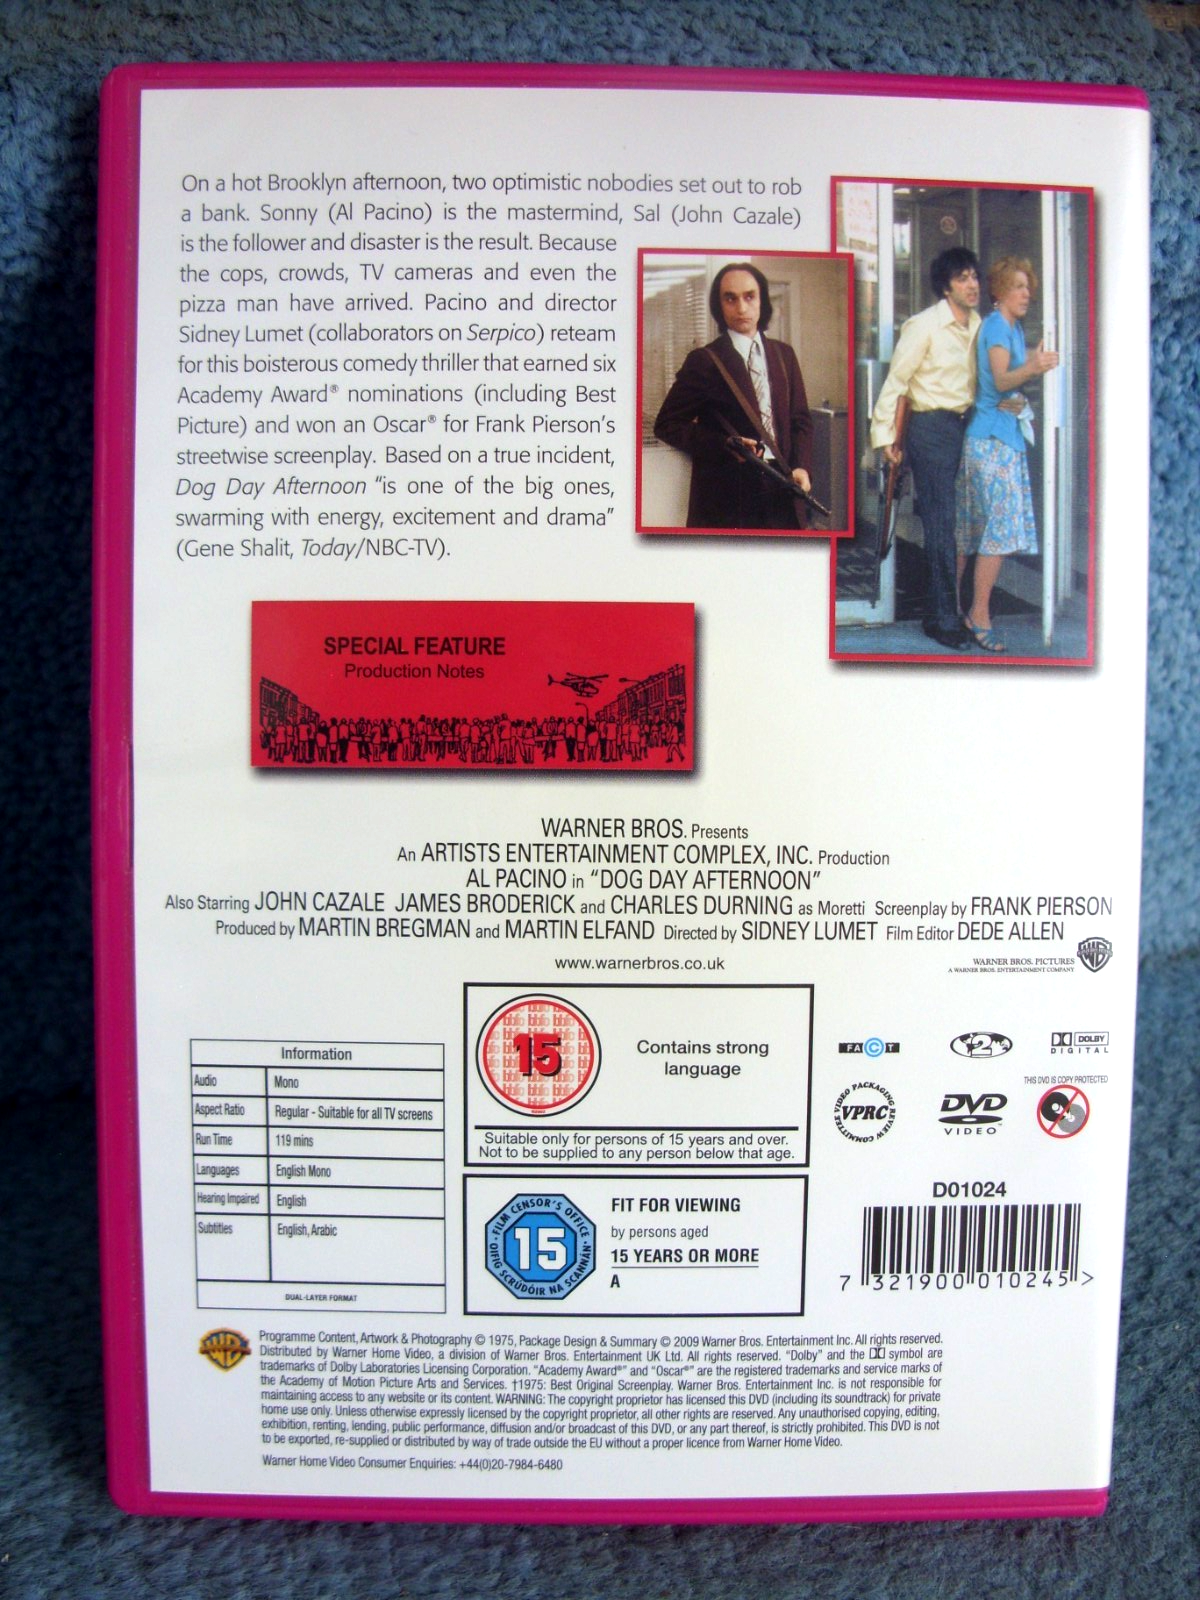 On a hot Brooklyn afternoon, two optimistic nobodies set out to rob
a bank. Sonny (Al Pacino) is the mastermind, Sal (John Cazale)
is the follower and disaster is the result. Because
the cops, crowds, TV cameras and even the
pizza man have arrived. Pacino and director
Sidney Lumet (collaborators on Serpico) reteam
for this boisterous comedy thriller that earned six
Academy Award® nominations (including Best
Picture) and won an Oscar® for Frank Pierson's
streetwise screenplay. Based on a true incident,
Dog Day Afternoon "is one of the big ones,
swarming with energy, excitement and drama"
(Gene Shalit, Today/NBC-TV).
SPECIAL FEATURE
Production Notes
WARNER BROS. Presents
An ARTISTS ENTERTAINMENT COMPLEX, INC. Production
AL PACINO in "DOG DAY AFTERNOON"
Also Starring JOHN CAZALE JAMES BRODERICK and CHARLES DURNING as Moretti Screenplay by FRANK PIERSON
Produced by MARTIN BREGMAN and MARTIN ELFAND Directed by SIDNEY LUMET Film Editor DEDE ALLEN
www.warnerbros.co.uk
WARNER BROS. PICTURES
A WARNER BROS. ENTERTAINMENT COMPANY
Information
Audio Mono
Aspect Ratio Regular - Suitable for all TV screens
Run Time 119 mins
Languages English Mono
Hearing Impaired English
Subtitles English, Arabic
DUAL-LAYER FORMAT
15
Contains strong
language
Suitable only for persons of 15 years and over.
Not to be supplied to any person below that age.
FILM CENSOR'S OFFICE
15
OIFIG SCRÚDÓIR NA SCANNÁN
FIT FOR VIEWING
by persons aged
15 YEARS OR MORE
A
FACT
2
DOLBY
DIGITAL
THIS DVD IS COPY PROTECTED
VIDEO PACKAGING REVIEW COMMITTEE
VPRC
DVD
VIDEO
D01024
7 321900 010245 >
Programme Content, Artwork & Photography © 1975, Package Design & Summary © 2009 Warner Bros. Entertainment Inc. All rights reserved.
Distributed by Warner Home Video, a division of Warner Bros. Entertainment UK Ltd. All rights reserved. "Dolby" and the symbol are
trademarks of Dolby Laboratories Licensing Corporation. "Academy Award®" and "Oscar®" are the registered trademarks and service marks of
the Academy of Motion Picture Arts and Services. †1975: Best Original Screenplay. Warner Bros. Entertainment Inc. is not responsible for
maintaining access to any website or its content. WARNING: The copyright proprietor has licensed this DVD (including its soundtrack) for private
home use only. Unless otherwise expressly licensed by the copyright proprietor, all other rights are reserved. Any unauthorised copying, editing,
exhibition, renting, lending, public performance, diffusion and/or broadcast of this DVD, or any part thereof, is strictly prohibited. This DVD is not
to be exported, re-supplied or distributed by way of trade outside the EU without a proper licence from Warner Home Video.
Warner Home Video Consumer Enquiries: +44(0)20-7984-6480